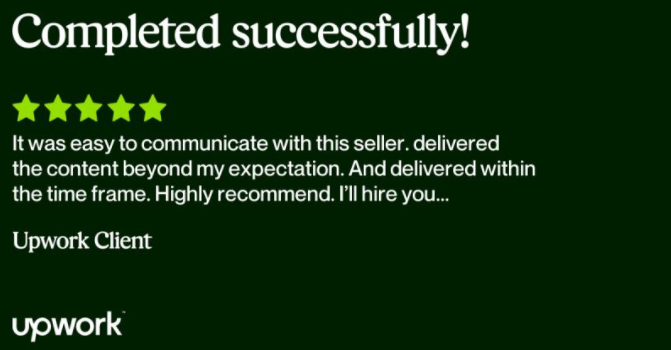 Completed successfully!
It was easy to communicate with this seller. delivered
the content beyond my expectation. And delivered within
the time frame. Highly recommend. I'll hire you...
Upwork Client
upwork